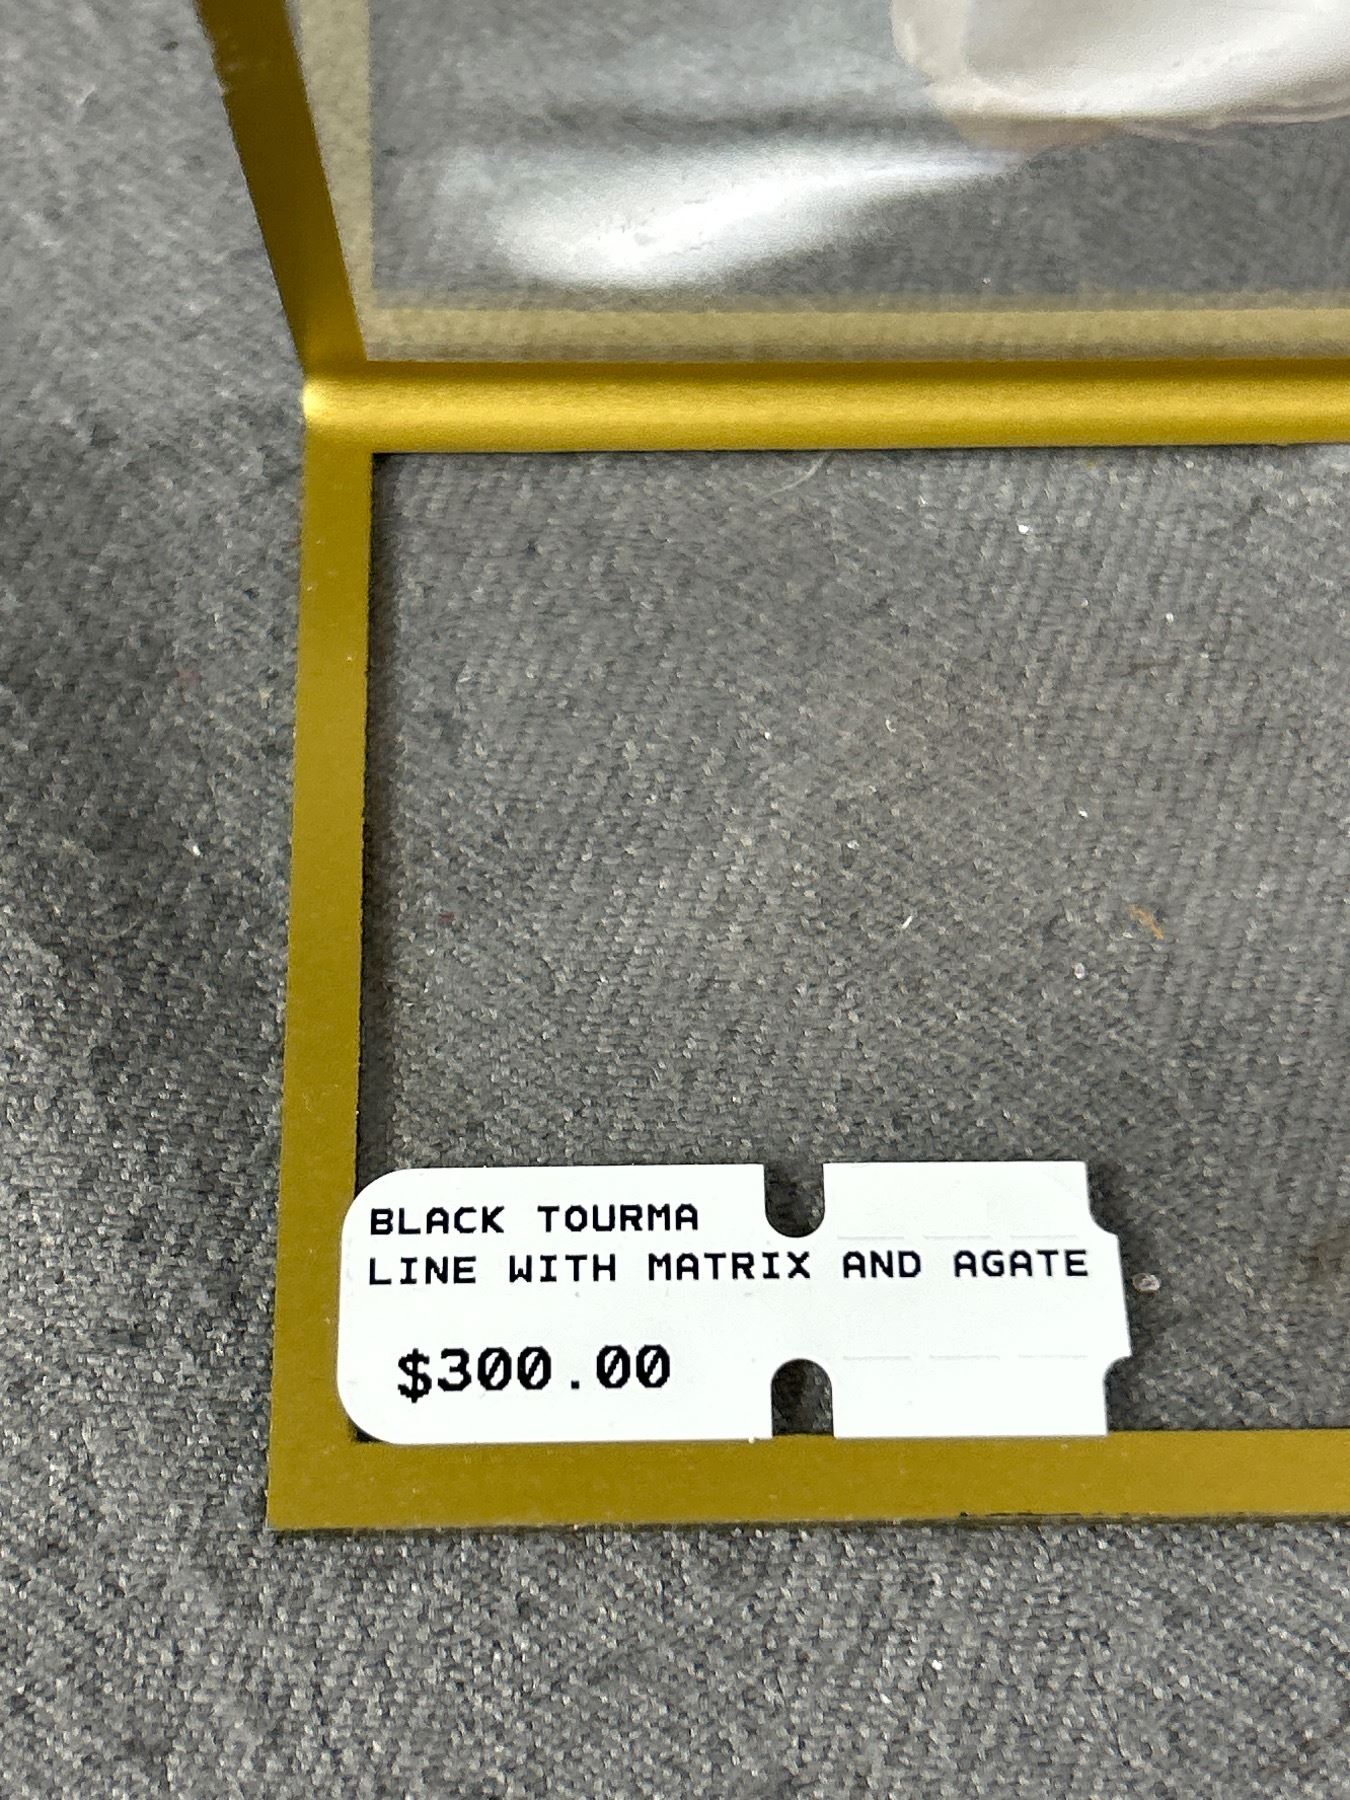 BLACK TOURMA
LINE WITH MATRIX AND AGATE
$300.00